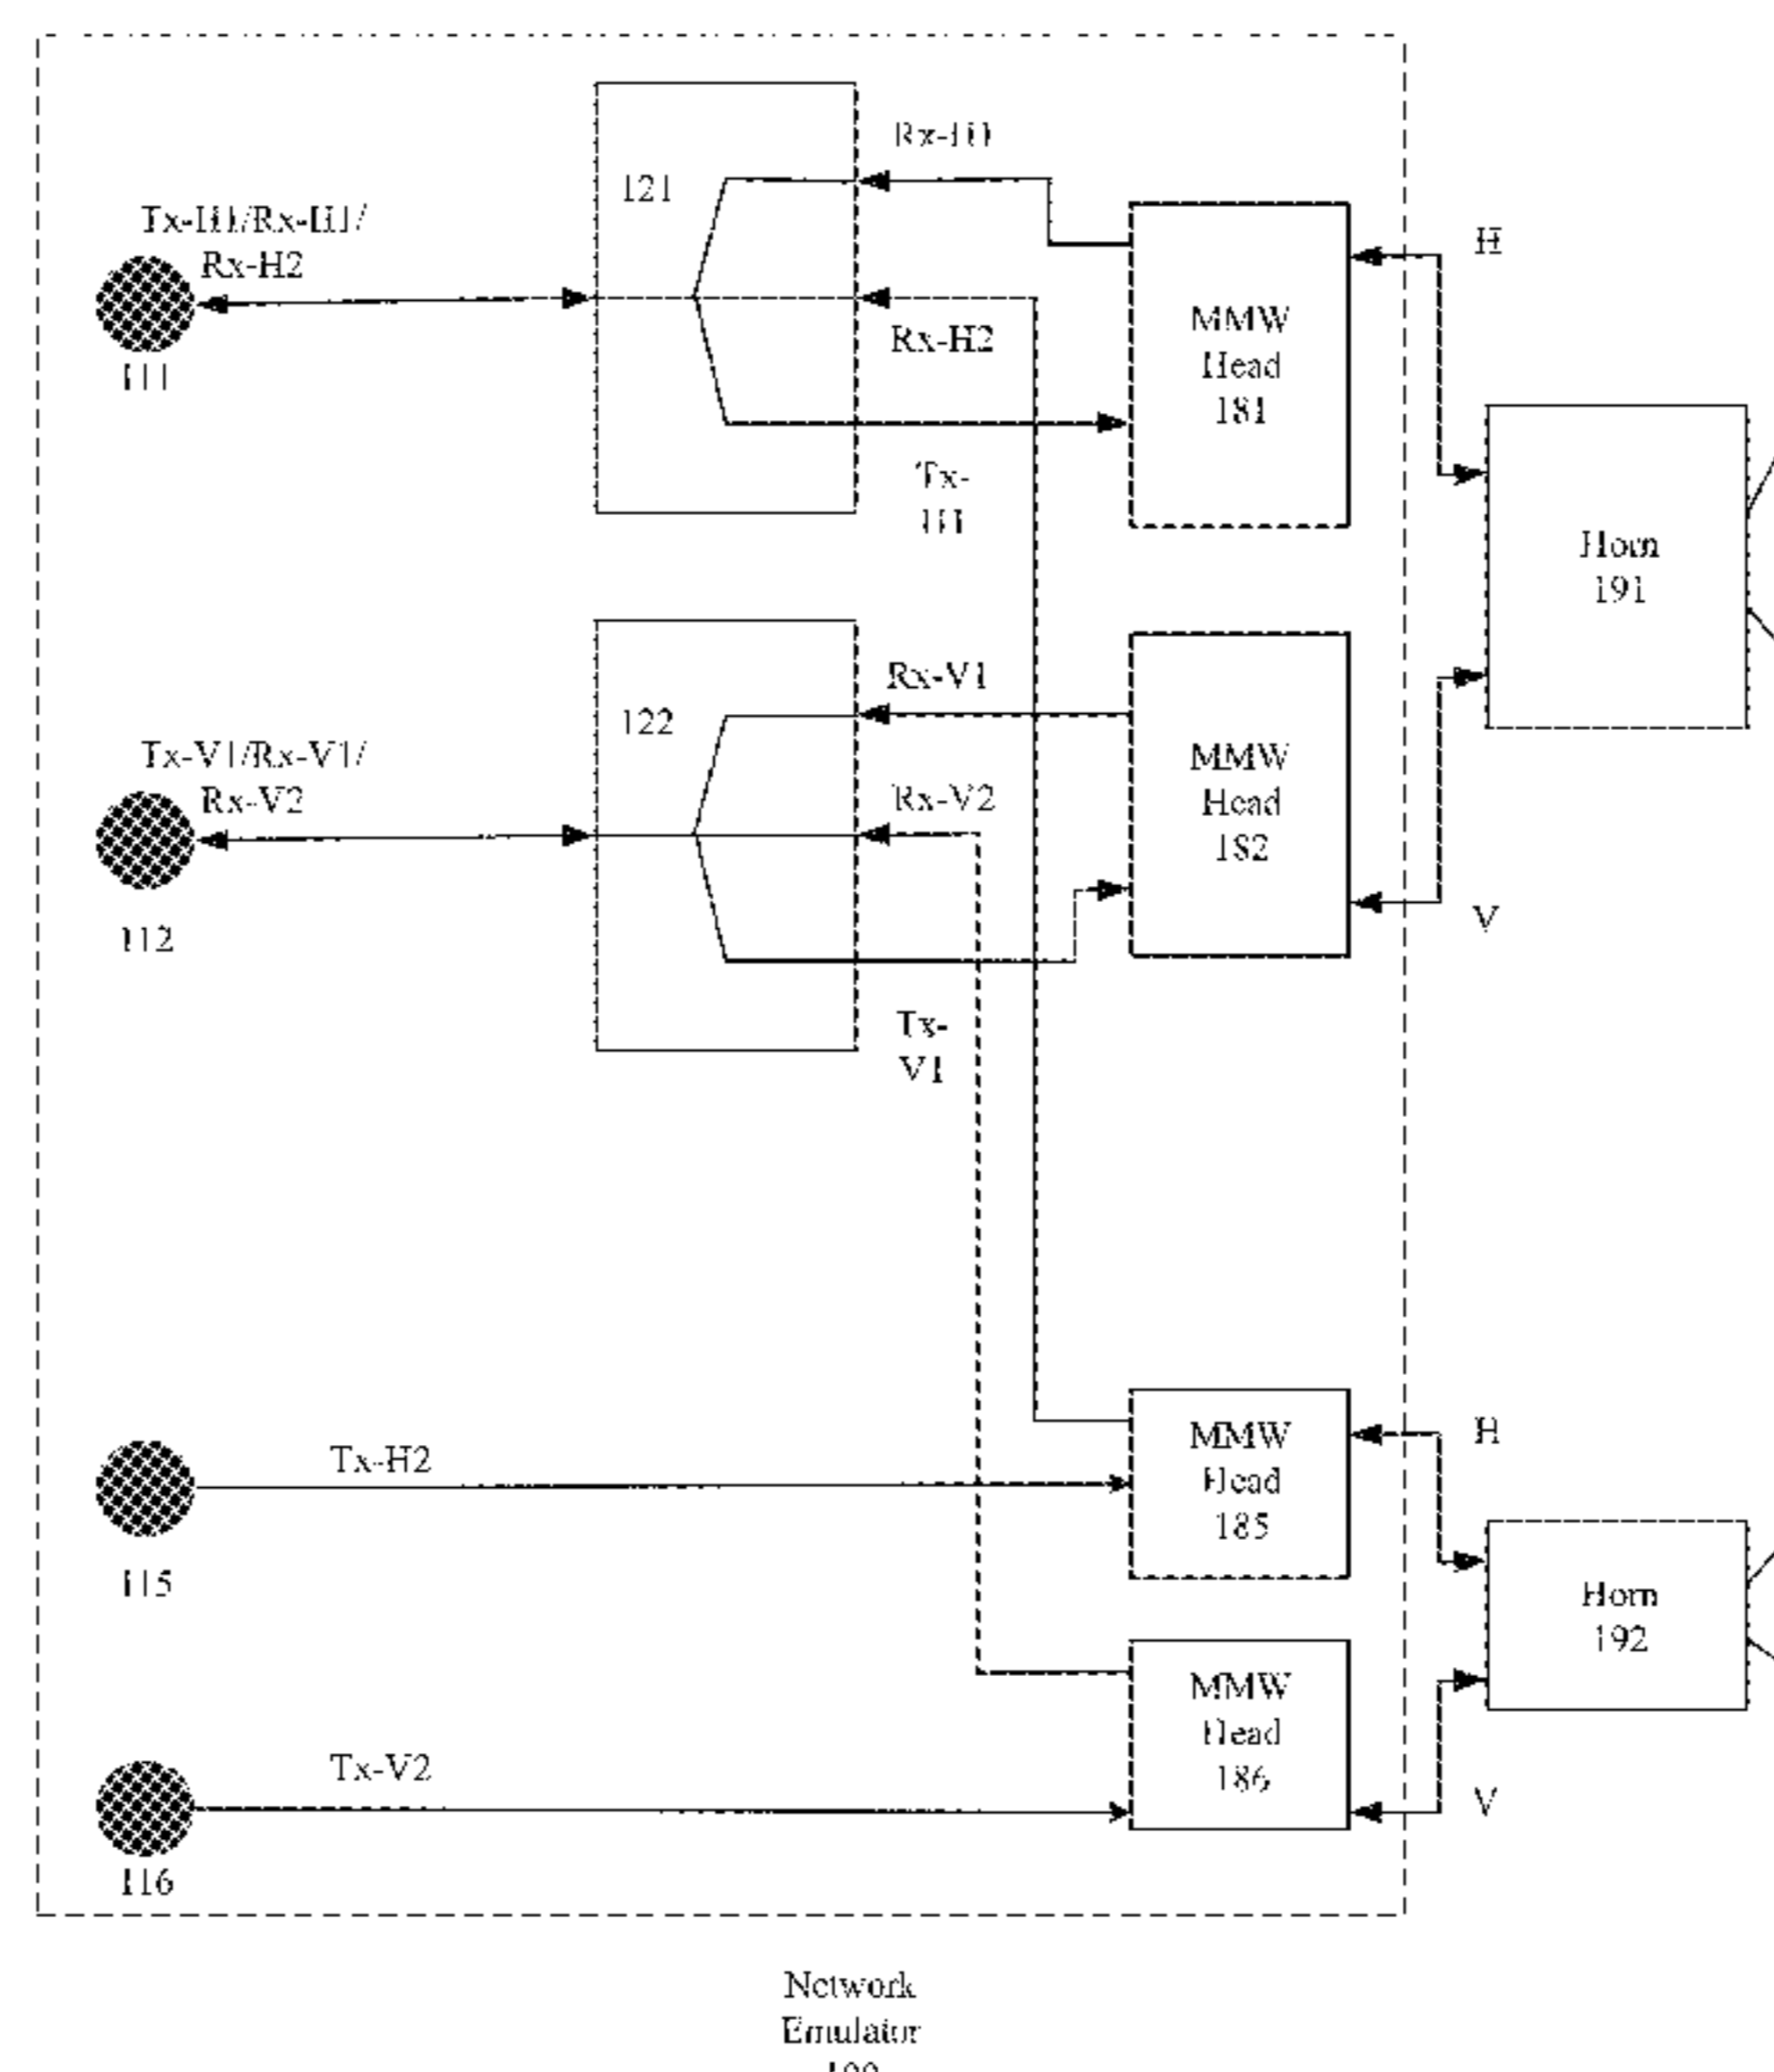 Rx-H1
121
Tx-H1/Rx-H1/
Rx-H2
111
Rx-H2
MMW
Head
181
H
Tx-
H1
Horn
191
Rx-V1
122
Tx-V1/Rx-V1/
Rx-V2
112
Rx-V2
MMW
Head
182
V
Tx-
V1
MMW
Head
185
H
Tx-H2
115
Horn
192
MMW
Head
186
V
Tx-V2
116
Network
Emulator